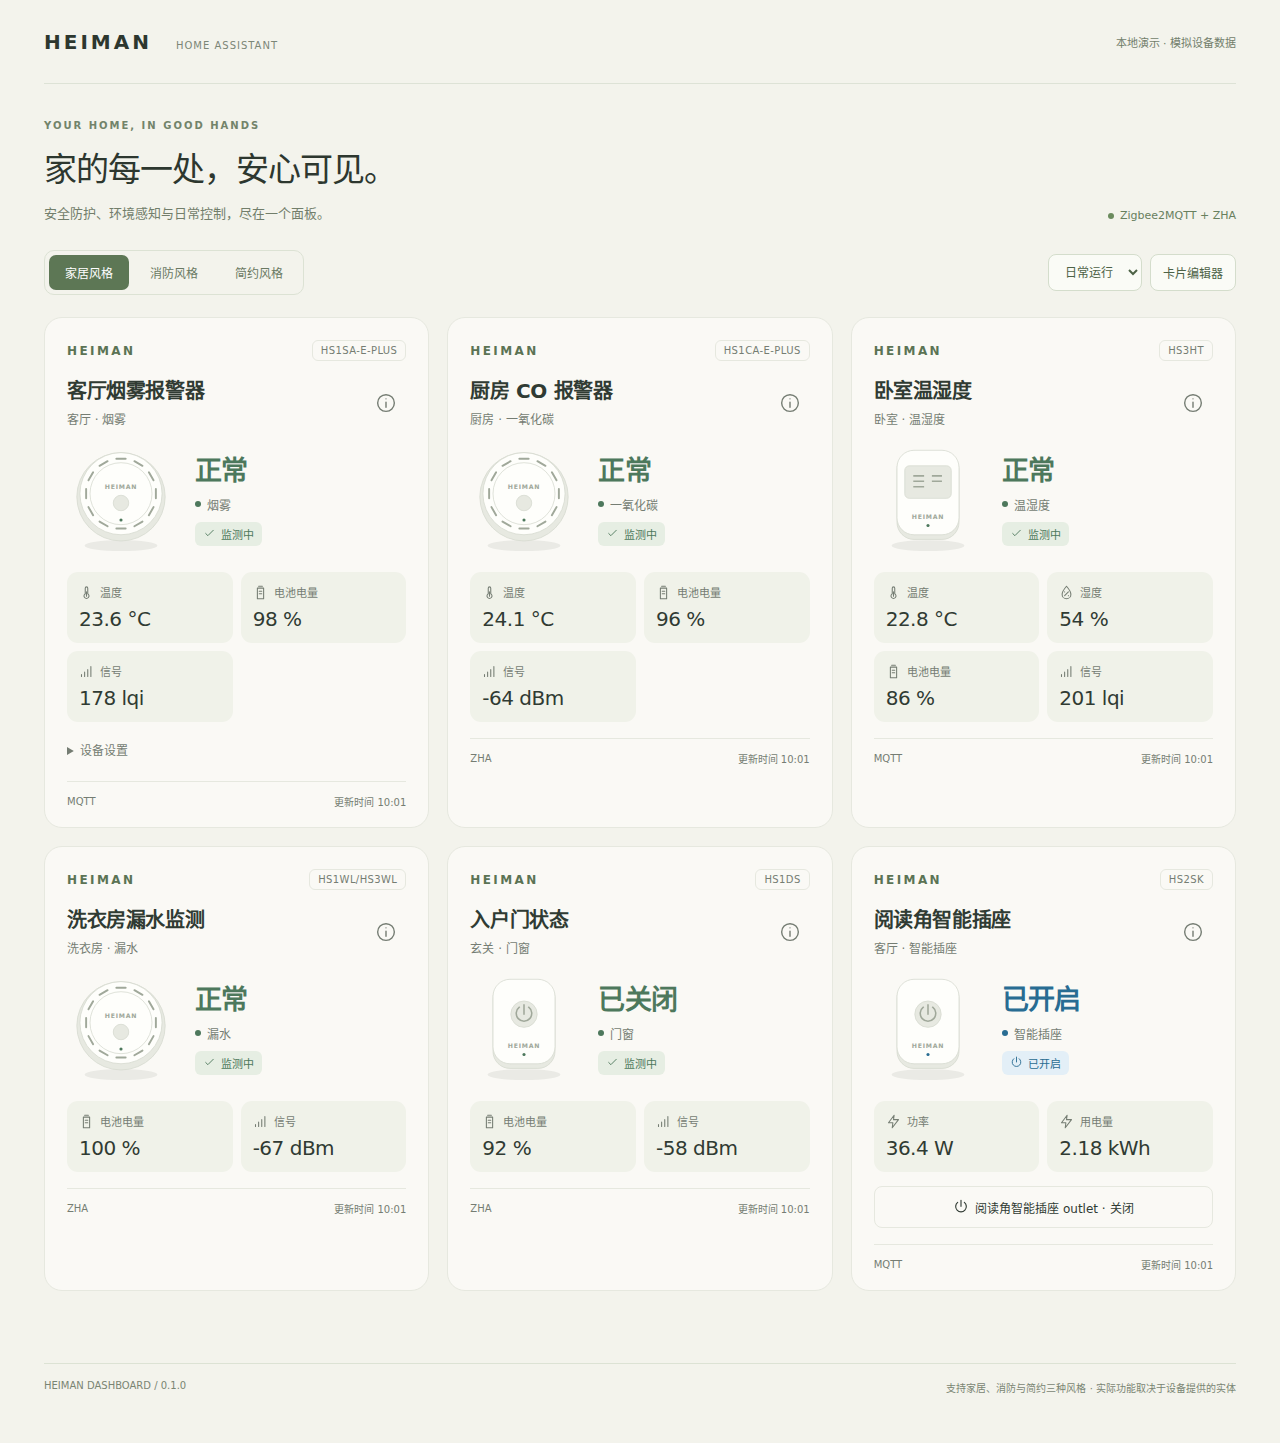 HEIMAN HOME ASSISTANT 本地演示 · 模拟设备数据
YOUR HOME, IN GOOD HANDS
家的每一处，安心可见。
安全防护、环境感知与日常控制，尽在一个面板。
Zigbee2MQTT + ZHA
家居风格 消防风格 简约风格 日常运行 卡片编辑器
HEIMAN HS1SA-E-PLUS
客厅烟雾报警器
客厅 · 烟雾
HEIMAN
正常
烟雾
监测中
温度 电池电量
23.6 °C 98 %
信号
178 lqi
设备设置
MQTT 更新时间 10:01
HEIMAN HS1CA-E-PLUS
厨房 CO 报警器
厨房 · 一氧化碳
HEIMAN
正常
一氧化碳
监测中
温度 电池电量
24.1 °C 96 %
信号
-64 dBm
ZHA 更新时间 10:01
HEIMAN HS3HT
卧室温湿度
卧室 · 温湿度
HEIMAN
正常
温湿度
监测中
温度 湿度
22.8 °C 54 %
电池电量 信号
86 % 201 lqi
MQTT 更新时间 10:01
HEIMAN HS1WL/HS3WL
洗衣房漏水监测
洗衣房 · 漏水
HEIMAN
正常
漏水
监测中
电池电量 信号
100 % -67 dBm
ZHA 更新时间 10:01
HEIMAN HS1DS
入户门状态
玄关 · 门窗
HEIMAN
已关闭
门窗
监测中
电池电量 信号
92 % -58 dBm
ZHA 更新时间 10:01
HEIMAN HS2SK
阅读角智能插座
客厅 · 智能插座
HEIMAN
已开启
智能插座
已开启
功率 用电量
36.4 W 2.18 kWh
阅读角智能插座 outlet · 关闭
MQTT 更新时间 10:01
HEIMAN DASHBOARD / 0.1.0 支持家居、消防与简约三种风格 · 实际功能取决于设备提供的实体